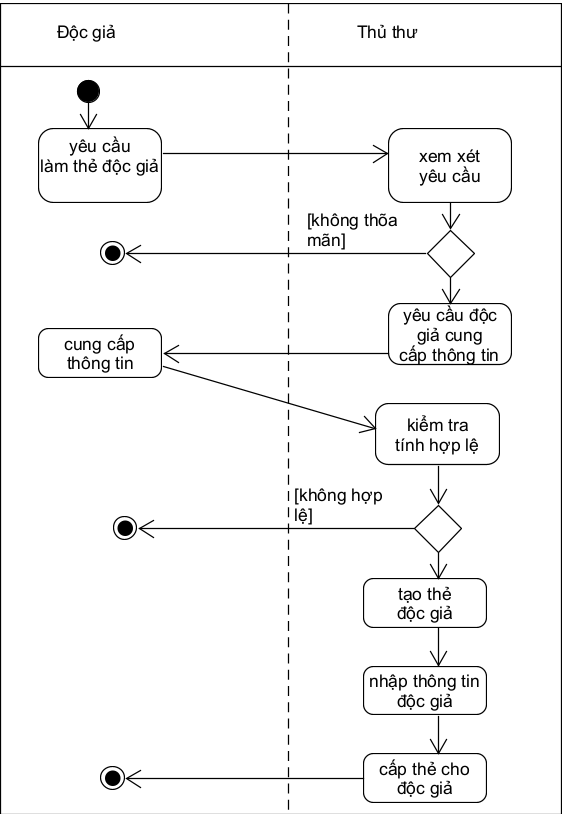 Độc giả
Thủ thư
yêu cầu
làm thẻ độc giả
xem xét
yêu cầu
[không thõa
mãn]
yêu cầu độc
giả cung
cấp thông tin
cung cấp
thông tin
kiểm tra
tính hợp lệ
[không hợp
lệ]
tạo thẻ
độc giả
nhập thông tin
độc giả
cấp thẻ cho
độc giả